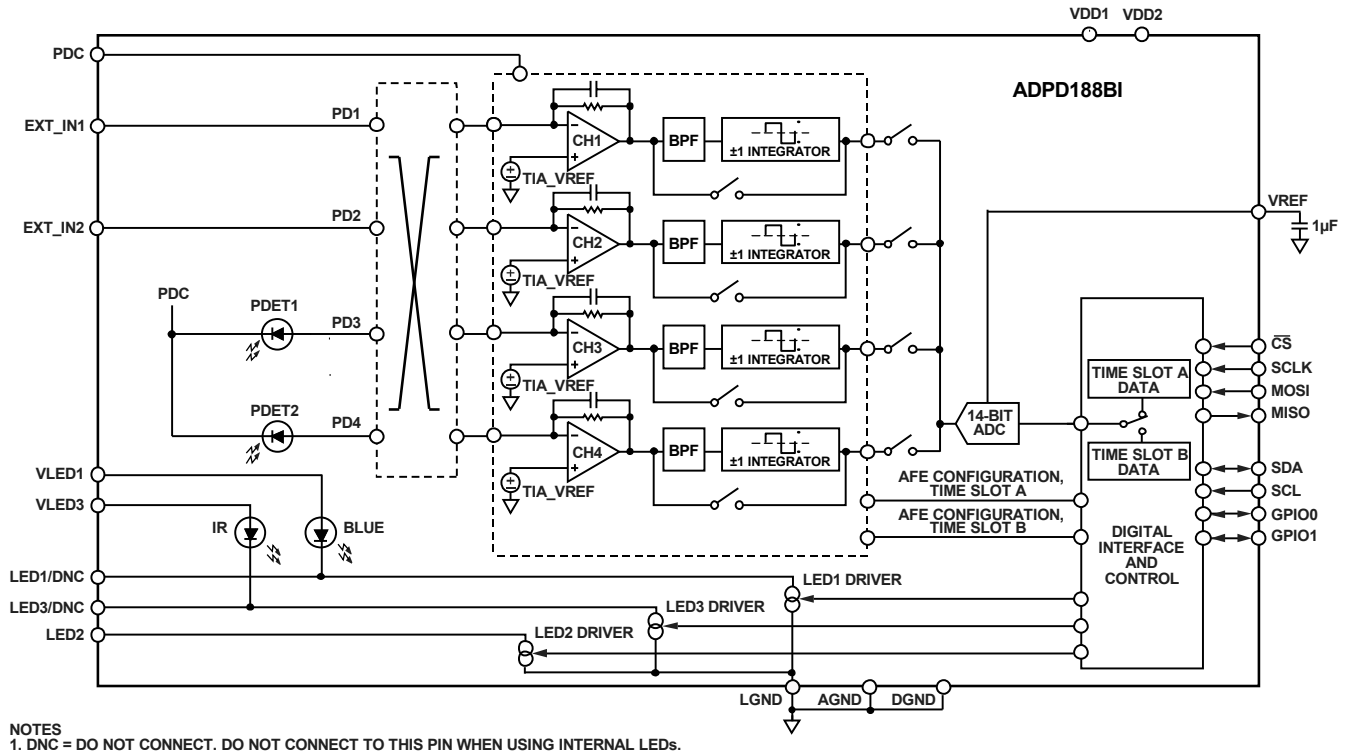 VDD1 VDD2
PDC
ADPD188BI
EXT_IN1
PD1
CH1
BPF
±1 INTEGRATOR
TIA_VREF
EXT_IN2
PD2
CH2
BPF
±1 INTEGRATOR
TIA_VREF
VREF
1µF
PDC
PDET1
PD3
CH3
BPF
±1 INTEGRATOR
TIA_VREF
PDET2
PD4
CH4
BPF
±1 INTEGRATOR
TIA_VREF
14-BIT
ADC
TIME SLOT A
DATA
TIME SLOT B
DATA
DIGITAL
INTERFACE
AND
CONTROL
CS
SCLK
MOSI
MISO
SDA
SCL
GPIO0
GPIO1
AFE CONFIGURATION,
TIME SLOT A
AFE CONFIGURATION,
TIME SLOT B
VLED1
VLED3
IR
BLUE
LED1/DNC
LED1 DRIVER
LED3/DNC
LED3 DRIVER
LED2
LED2 DRIVER
LGND
AGND
DGND
NOTES
1. DNC = DO NOT CONNECT. DO NOT CONNECT TO THIS PIN WHEN USING INTERNAL LEDs.